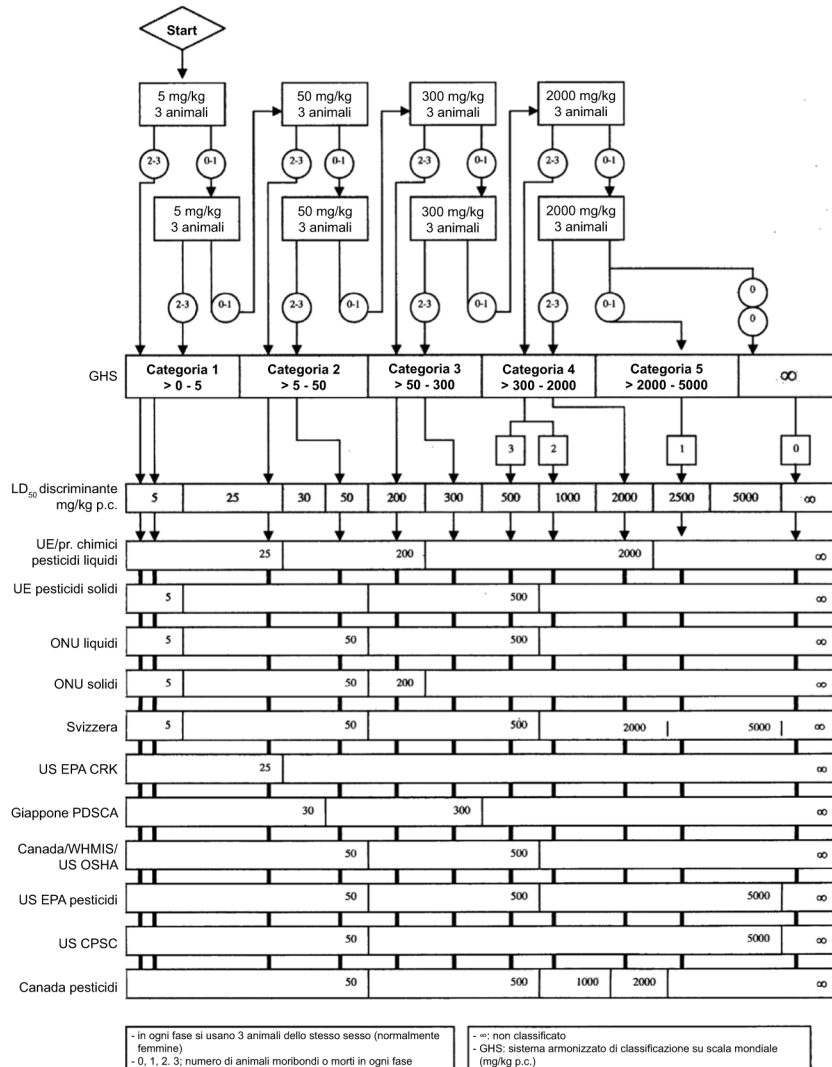 Start
5 mg/kg 50 mg/kg 300 mg/kg 2000 mg/kg
3 animali 3 animali 3 animali 3 animali
2-3 0-1 2-3 0-1 2-3 0-1 2-3 0-1
5 mg/kg 50 mg/kg 300 mg/kg 2000 mg/kg
3 animali 3 animali 3 animali 3 animali
0
2-3 0-1 2-3 0-1 2-3 0-1 2-3 0-1
0
GHS Categoria 1 Categoria 2 Categoria 3 Categoria 4 Categoria 5 ∞
> 0 - 5 > 5 - 50 > 50 - 300 > 300 - 2000 > 2000 - 5000
3 2 1 0
LD50 discriminante
mg/kg p.c.
5 25 30 50 200 300 500 1000 2000 2500 5000 ∞
UE/pr. chimici
pesticidi liquidi
25 200 2000 ∞
UE pesticidi solidi
5 500 ∞
ONU liquidi 5 50 500 ∞
ONU solidi 5 50 200 ∞
Svizzera 5 50 500 2000 5000 ∞
US EPA CRK 25 ∞
Giappone PDSCA 30 300 ∞
Canada/WHMIS/
US OSHA
50 500 ∞
US EPA pesticidi 50 500 5000 ∞
US CPSC 50 5000 ∞
Canada pesticidi 50 500 1000 2000 ∞
- in ogni fase si usano 3 animali dello stesso sesso (normalmente
femmine)
- 0, 1, 2. 3; numero di animali moribondi o morti in ogni fase
- ∞: non classificato
- GHS: sistema armonizzato di classificazione su scala mondiale
(mg/kg p.c.)